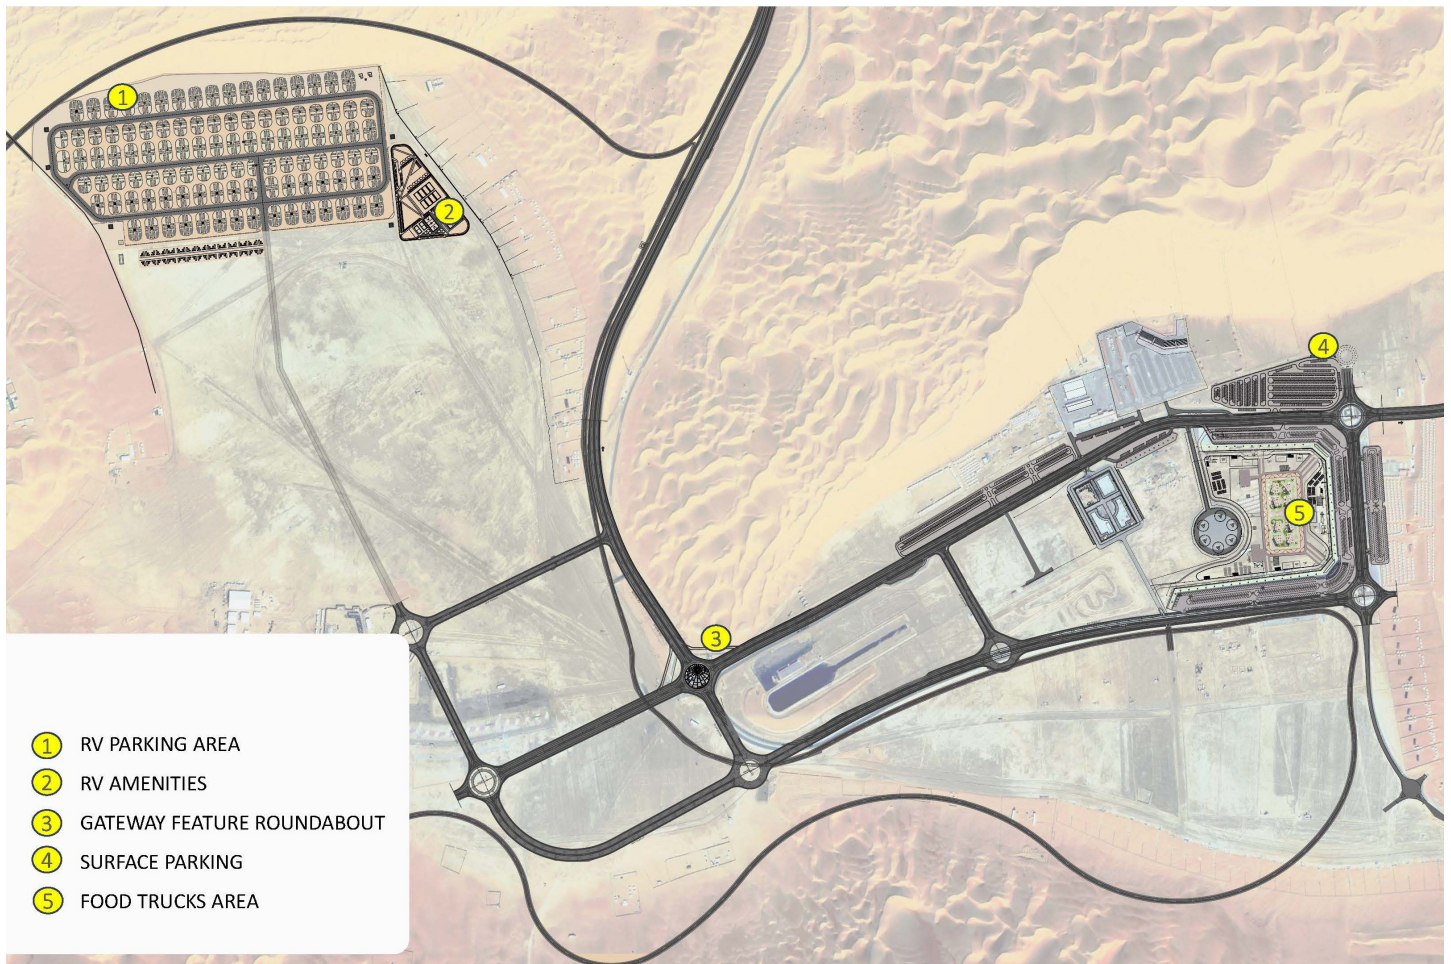 1
2
4
5
3
1 RV PARKING AREA
2 RV AMENITIES
3 GATEWAY FEATURE ROUNDABOUT
4 SURFACE PARKING
5 FOOD TRUCKS AREA